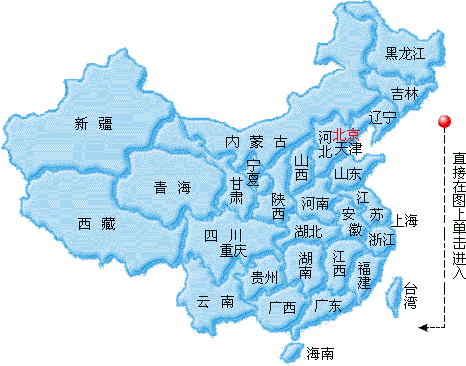 黑龙江
吉林
辽宁
新 疆
内 蒙 古
河北
北京
天津
山西
宁夏
山东
甘肃
青 海
陕西
河南
江苏
安徽
西 藏
上海
四 川
重庆
湖北
浙江
湖南
江西
福建
贵州
云 南
广西
广东
台湾
海南
直接在图上单击进入